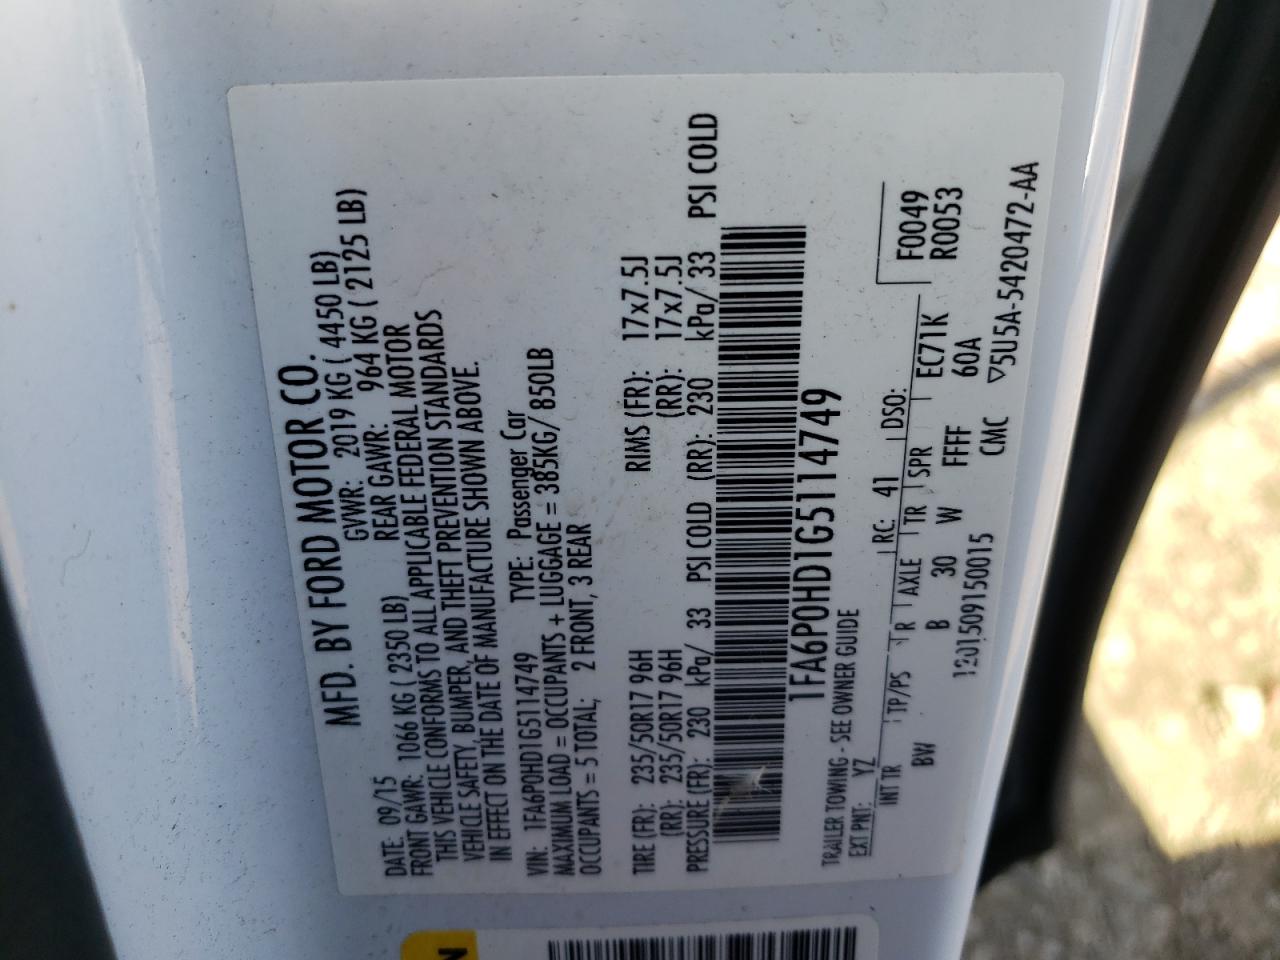 MFD. BY FORD MOTOR CO.
DATE: 09/15 GVWR: 2019 KG ( 4450 LB)
FRONT GAWR: 1066 KG ( 2350 LB) REAR GAWR: 964 KG ( 2125 LB)
THIS VEHICLE CONFORMS TO ALL APPLICABLE FEDERAL MOTOR
VEHICLE SAFETY, BUMPER, AND THEFT PREVENTION STANDARDS
IN EFFECT ON THE DATE OF MANUFACTURE SHOWN ABOVE.
VIN: 1FA6P0HD1G5114749 TYPE: Passenger Car
MAXIMUM LOAD = OCCUPANTS + LUGGAGE = 385KG/ 850LB
OCCUPANTS = 5 TOTAL; 2 FRONT, 3 REAR
TIRE (FR): 235/50R17 96H RIMS (FR): 17x7.5J
(RR): 235/50R17 96H (RR): 17x7.5J
PRESSURE (FR): 230 kPa/ 33 PSI COLD (RR): 230 kPa/ 33 PSI COLD
1FA6P0HD1G5114749
TRAILER TOWING - SEE OWNER GUIDE
EXT PNT: YZ RC: 41 DSO: F0049
INT TR TP/PS R AXLE TR SPR EC71K R0053
BW B 30 W FFFF 60A
1201509150015 CMC ▽5U5A-5420472-AA
N